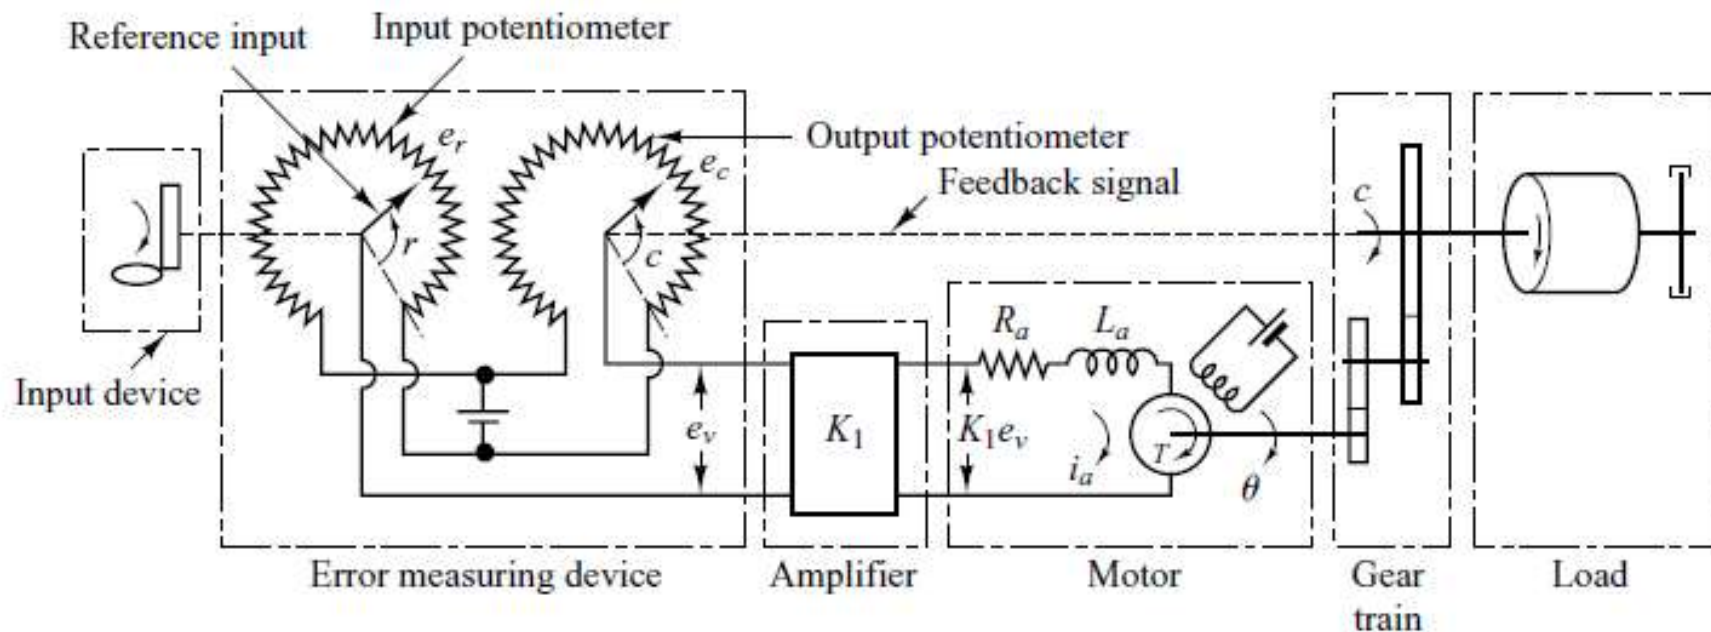 Reference input
Input potentiometer
e_r
Output potentiometer
e_c
Feedback signal
r
c
c
Input device
R_a
L_a
e_v
K_1
K_1e_v
i_a
T
θ
Error measuring device
Amplifier
Motor
Gear
train
Load